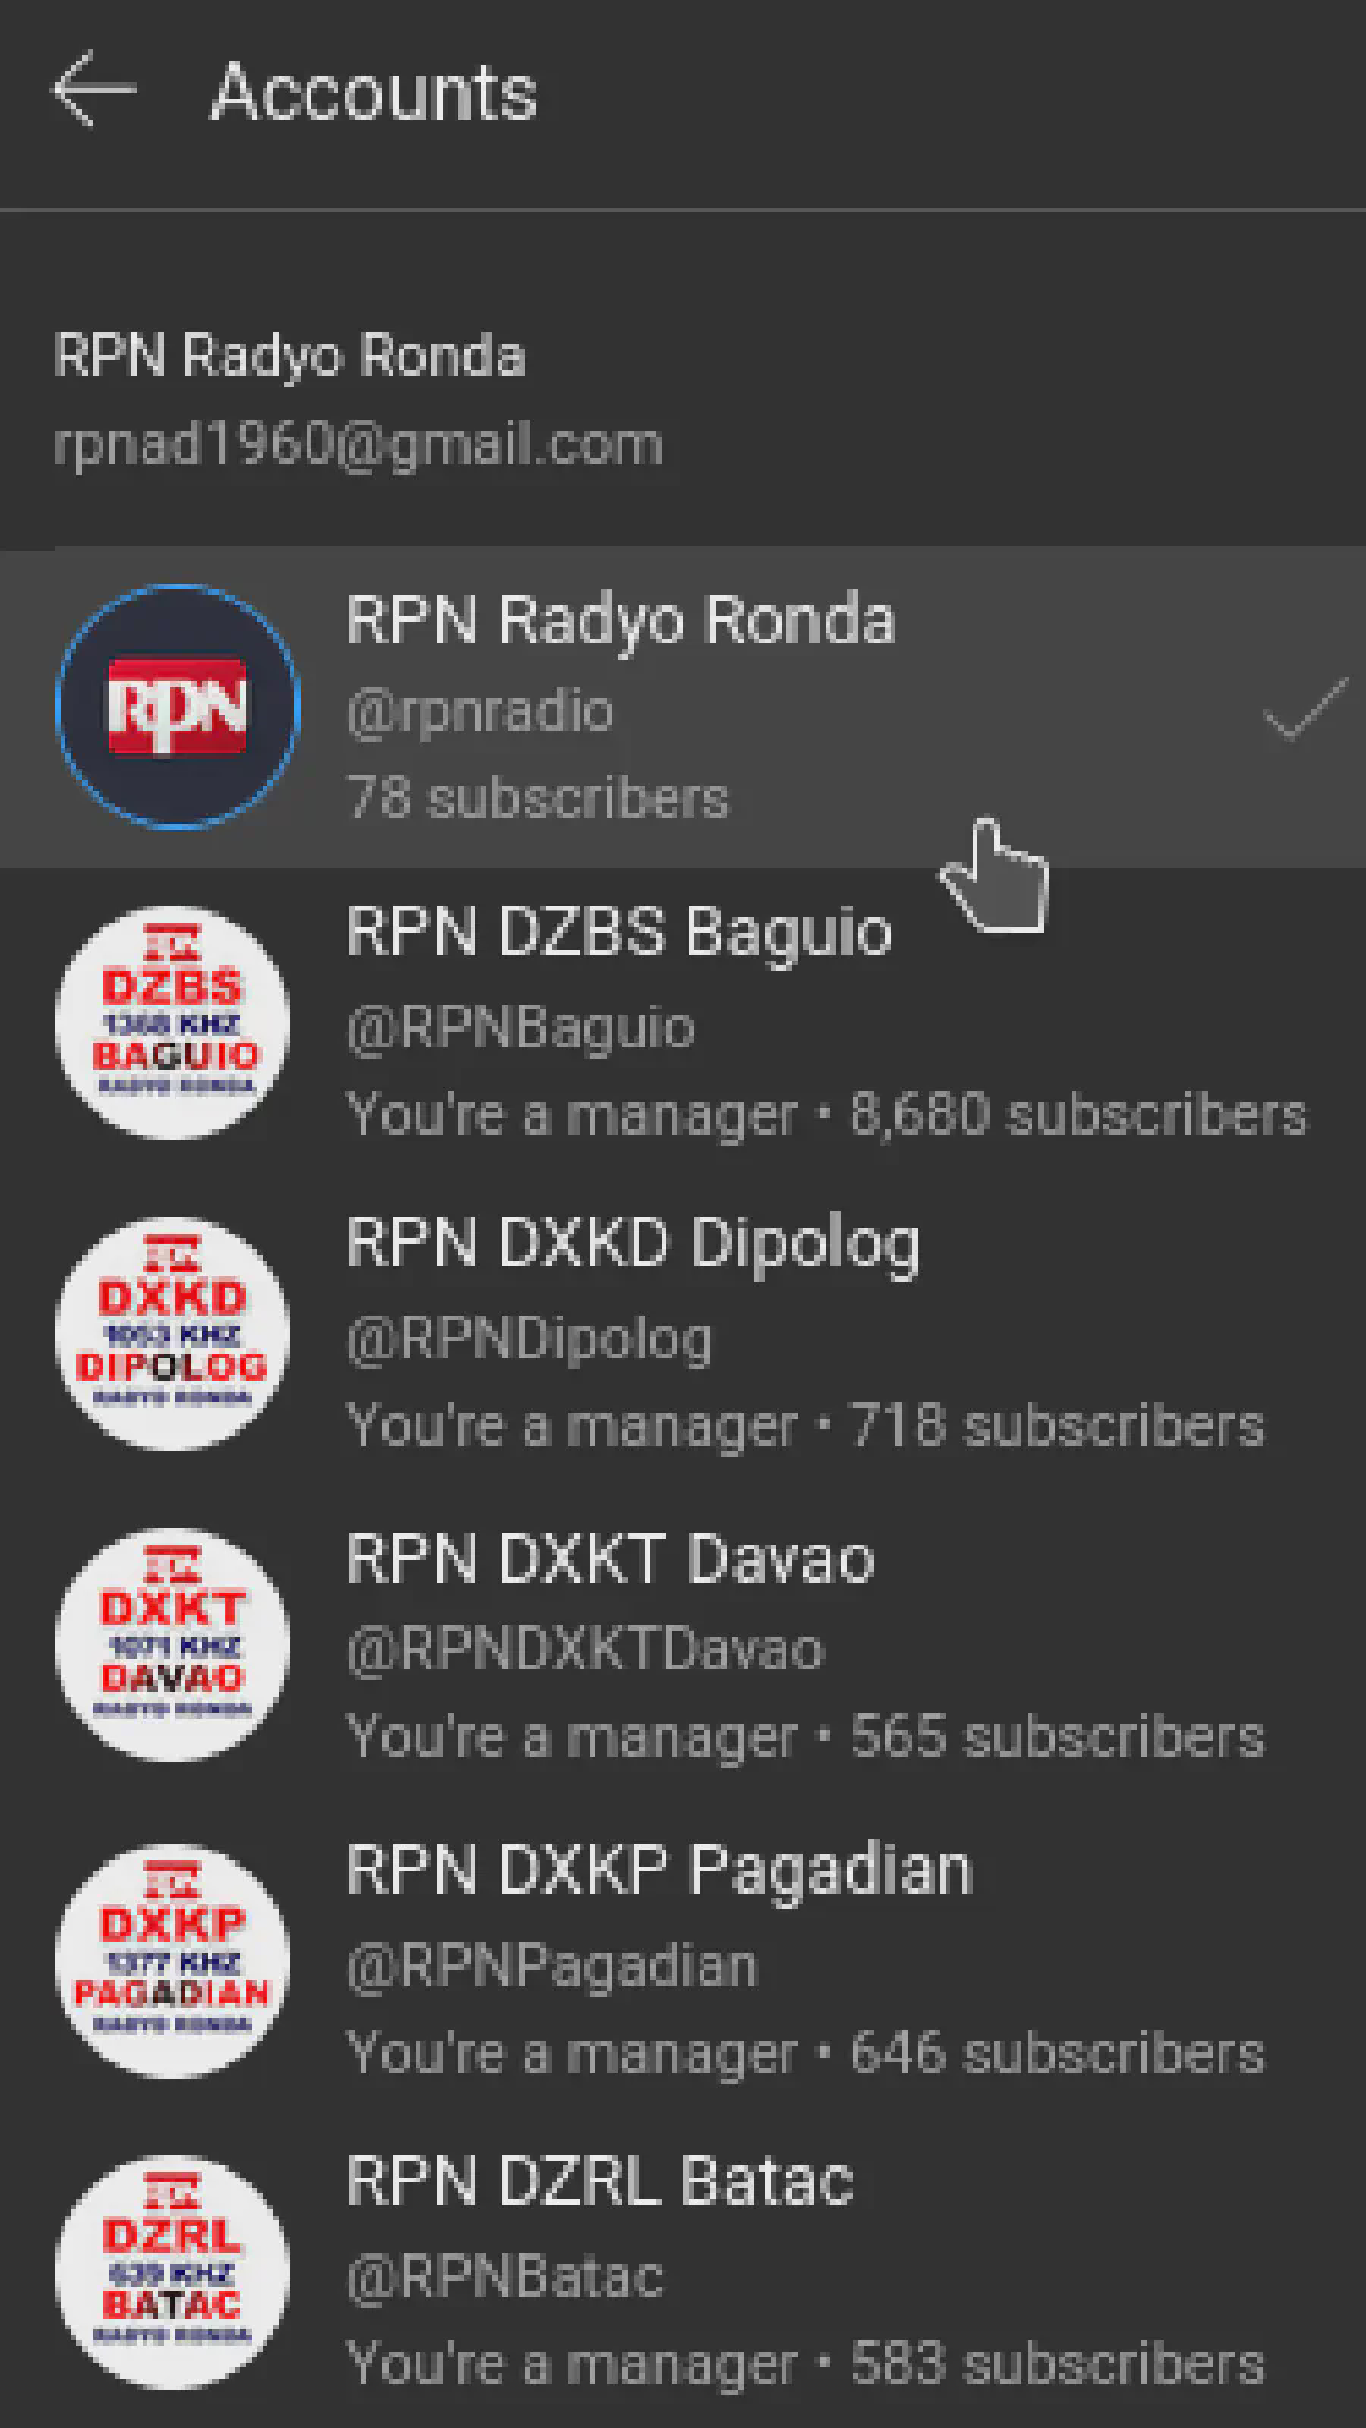 Accounts
RPN Radyo Ronda
rpnad1960@gmail.com
RPN
RPN Radyo Ronda
@rpnradio
78 subscribers
DZBS
1368 KHZ
BAGUIO
RADYO RONDA
RPN DZBS Baguio
@RPNBaguio
You're a manager • 8,680 subscribers
DXKD
1053 KHZ
DIPOLOG
RADYO RONDA
RPN DXKD Dipolog
@RPNDipolog
You're a manager • 718 subscribers
DXKT
1071 KHZ
DAVAO
RADYO RONDA
RPN DXKT Davao
@RPNDXKTDavao
You're a manager • 565 subscribers
DXKP
1377 KHZ
PAGADIAN
RADYO RONDA
RPN DXKP Pagadian
@RPNPagadian
You're a manager • 646 subscribers
DZRL
639 KHZ
BATAC
RADYO RONDA
RPN DZRL Batac
@RPNBatac
You're a manager • 583 subscribers